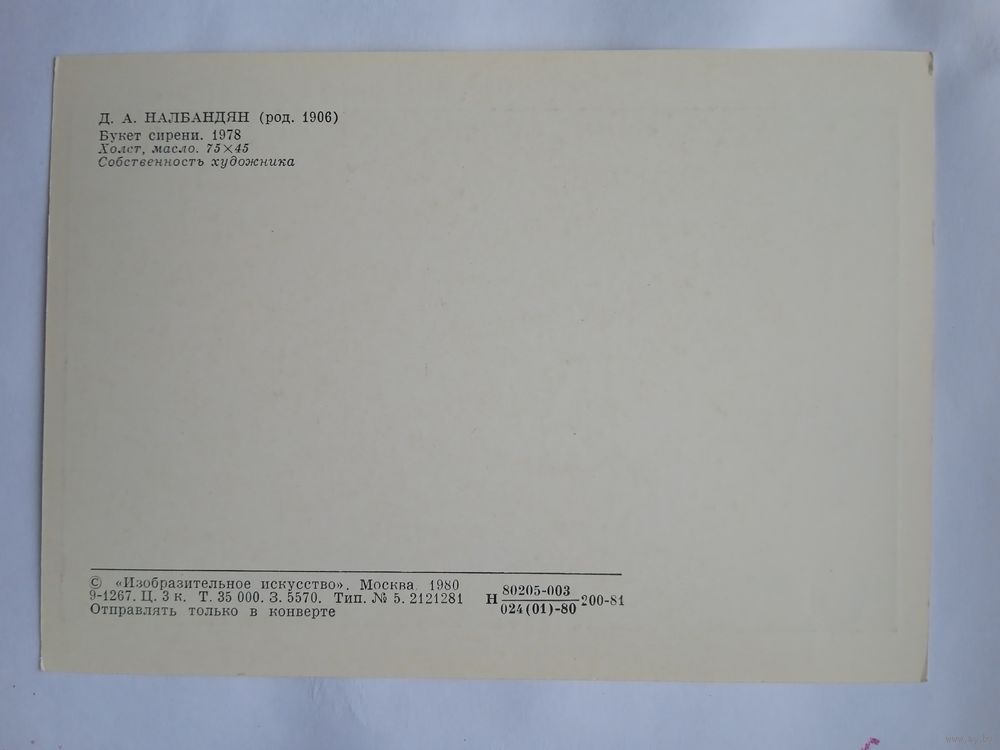 Д. А. НАЛБАНДЯН (род. 1906)
Букет сирени. 1978
Холст, масло. 75×45
Собственность художника
© «Изобразительное искусство». Москва 1980
9-1267. Ц. 3 к. Т. 35 000. З. 5570. Тип. № 5. 2121281
Отправлять только в конверте
Н 80205-003
024(01)-80 200-81